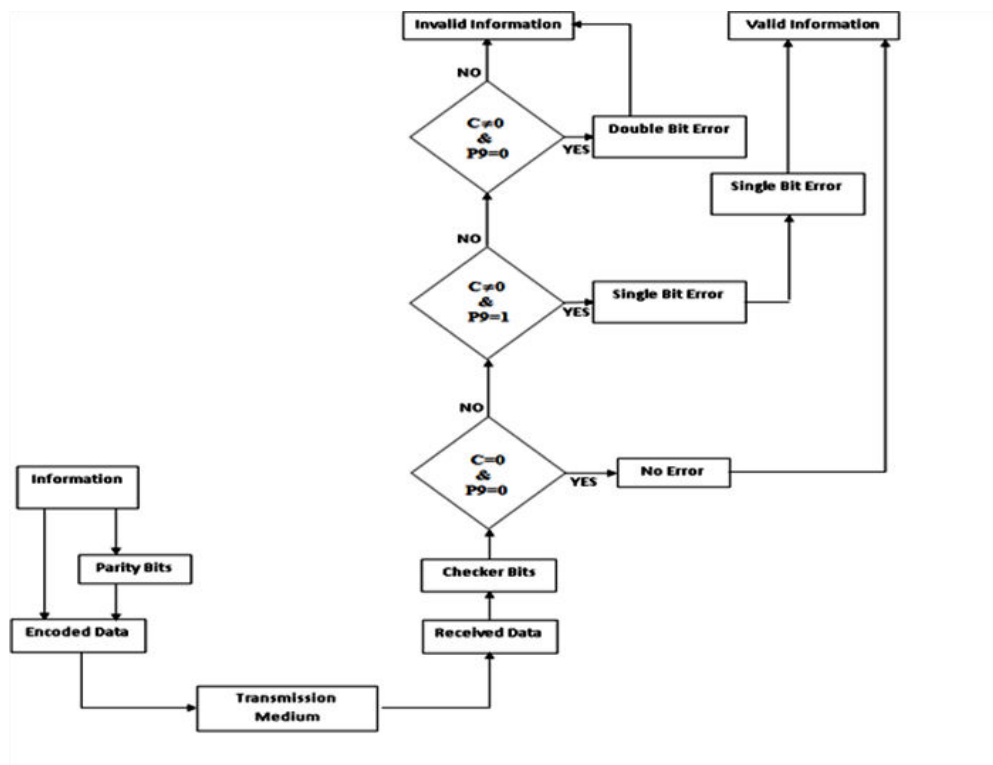 Invalid Information
Valid Information
NO
C≠0
&
P9=0
YES
Double Bit Error
Single Bit Error
NO
C≠0
&
P9=1
YES
Single Bit Error
NO
C=0
&
P9=0
YES
No Error
Information
Parity Bits
Encoded Data
Checker Bits
Received Data
Transmission
Medium